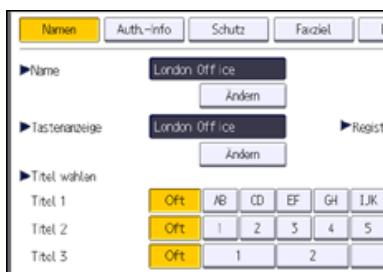 Namen Auth.-Info Schutz Faxziel
►Name London Office
Ändern
►Tastenanzeige London Office ►Regist
Ändern
►Titel wählen
Titel 1 Oft AB CD EF GH IJK
Titel 2 Oft 1 2 3 4 5
Titel 3 Oft 1 2